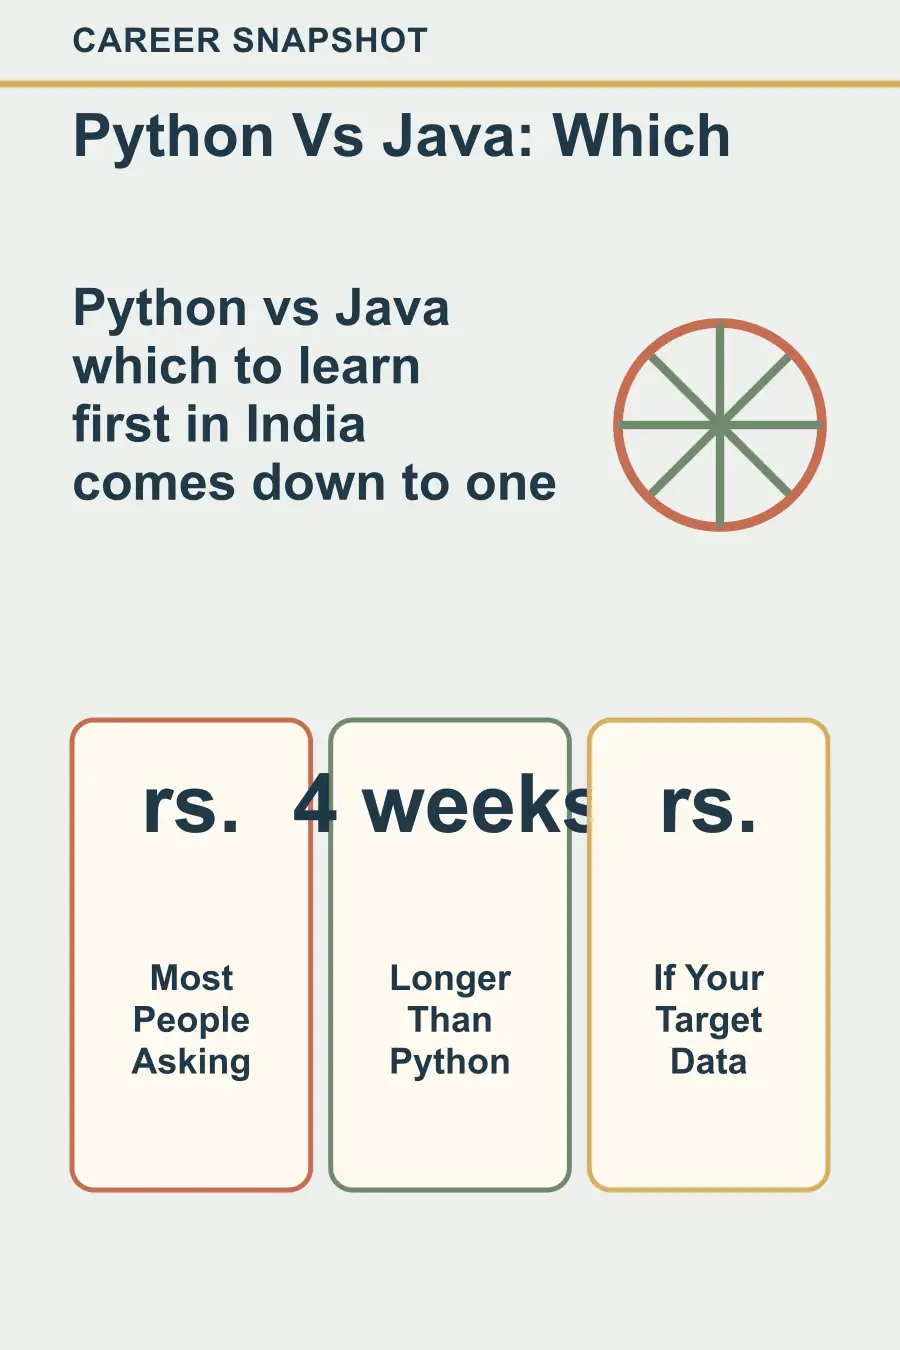 CAREER SNAPSHOT
Python Vs Java: Which
Python vs Java
which to learn
first in India
comes down to one
rs.
Most
People
Asking
4 weeks
Longer
Than
Python
rs.
If Your
Target
Data